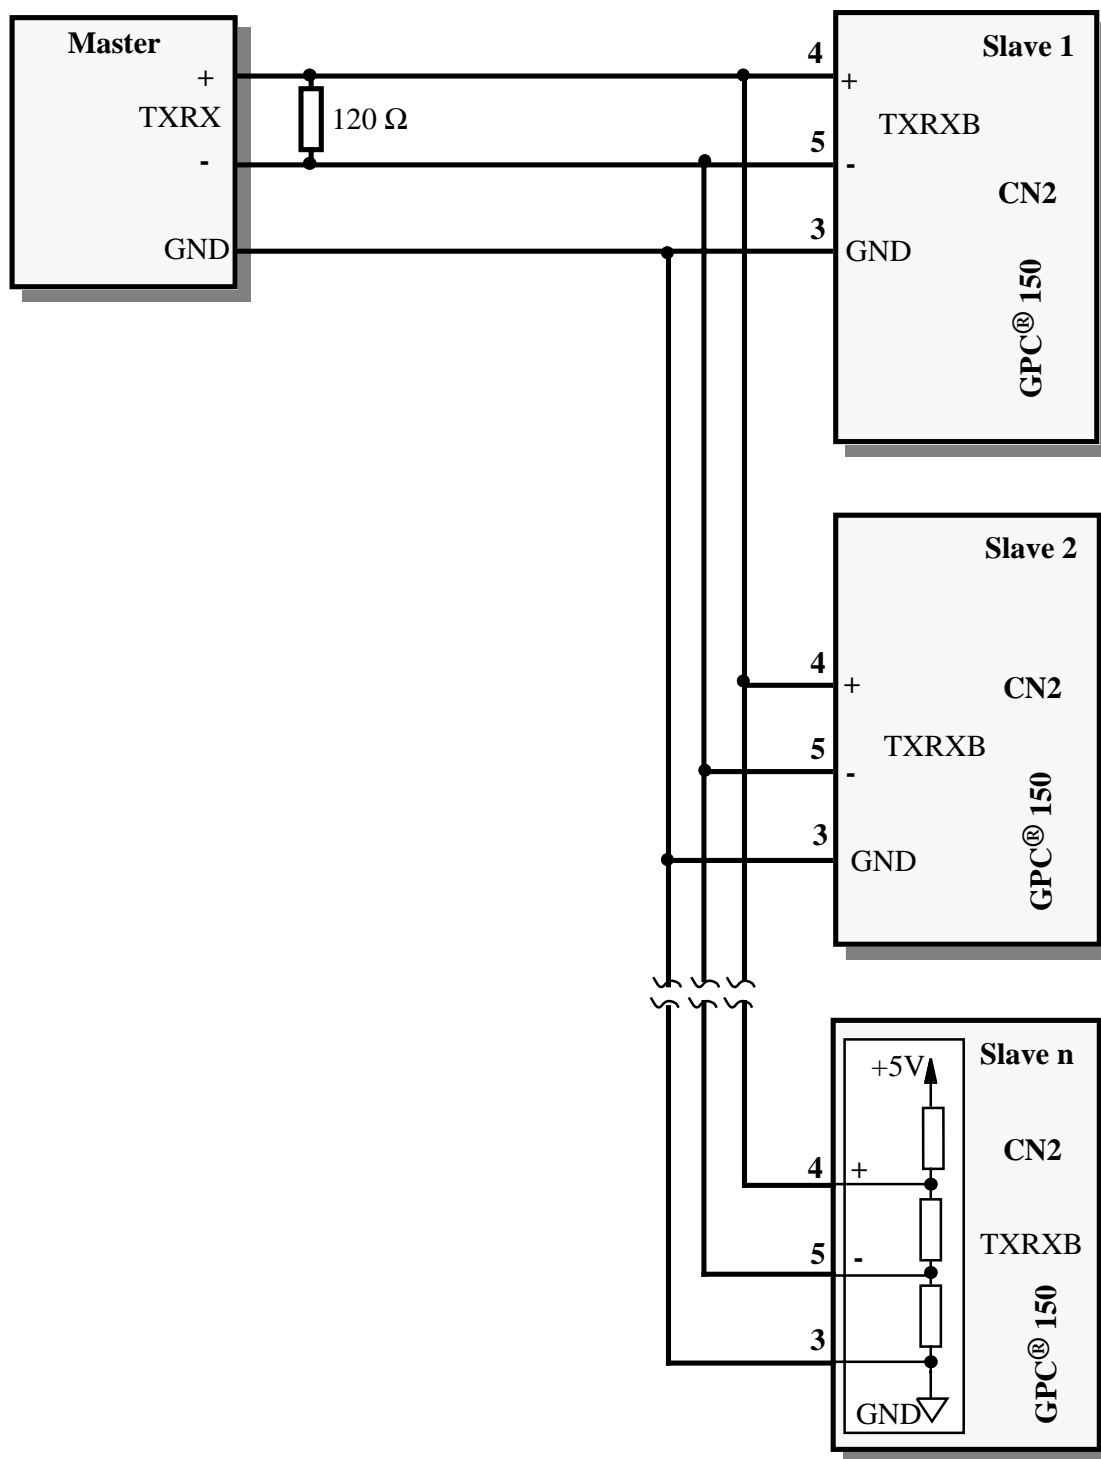 Master
+
TXRX
-
GND
120 Ω
Slave 1
4
+
TXRXB
5
-
CN2
3
GND
GPC® 150
Slave 2
4
+
CN2
TXRXB
5
-
GPC® 150
3
GND
Slave n
+5V
CN2
4
+
TXRXB
5
-
GPC® 150
3
GND